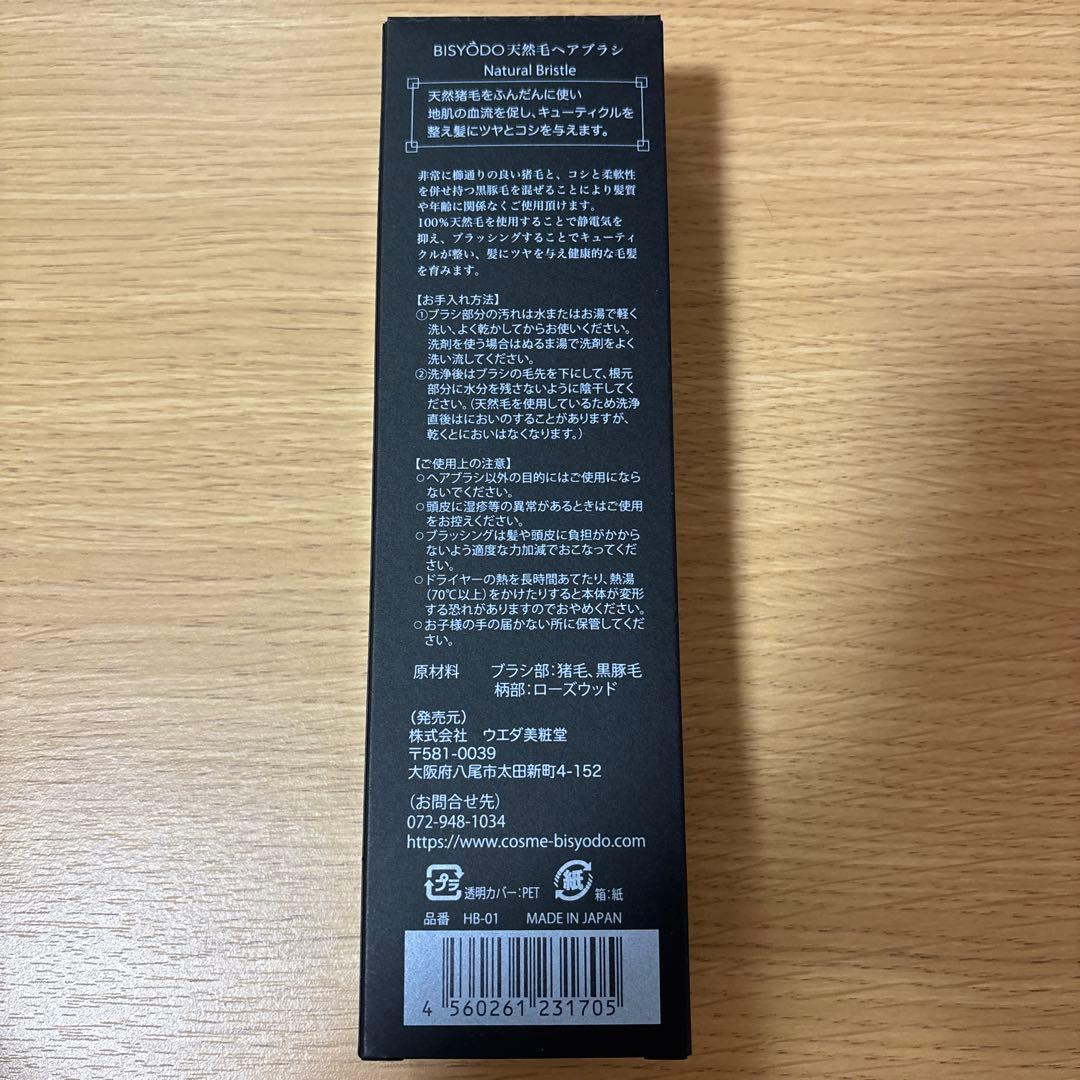 BISYODO天然毛ヘアブラシ
Natural Bristle
天然猪毛をふんだんに使い
地肌の血流を促し、キューティクルを
整え髪にツヤとコシを与えます。
非常に櫛通りの良い猪毛と、コシと柔軟性
を併せ持つ黒豚毛を混ぜることにより髪質
や年齢に関係なくご使用頂けます。
100%天然毛を使用することで静電気を
抑え、ブラッシングすることでキューティ
クルが整い、髪にツヤを与え健康的な毛髪
を育みます。
【お手入れ方法】
①ブラシ部分の汚れは水またはお湯で軽く
洗い、よく乾かしてからお使いください。
洗剤を使う場合はぬるま湯で洗剤をよく
洗い流してください。
②洗浄後はブラシの毛先を下にして、根元
部分に水分を残さないように陰干してく
ださい。（天然毛を使用しているため洗浄
直後はにおいのすることがありますが、
乾くとにおいはなくなります。）
【ご使用上の注意】
○ヘアブラシ以外の目的にはご使用になら
ないでください。
○頭皮に湿疹等の異常があるときはご使用
をお控えください。
○ブラッシングは髪や頭皮に負担がかから
ないよう適度な力加減でおこなってくだ
さい。
○ドライヤーの熱を長時間あてたり、熱湯
（70℃以上）をかけたりすると本体が変形
する恐れがありますのでおやめください。
○お子様の手の届かない所に保管してくだ
さい。
原材料 ブラシ部：猪毛、黒豚毛
柄部：ローズウッド
（発売元）
株式会社 ウエダ美粧堂
〒581-0039
大阪府八尾市太田新町4-152
（お問合せ先）
072-948-1034
https://www.cosme-bisyodo.com
プラ 透明カバー：PET 紙 箱：紙
品番 HB-01 MADE IN JAPAN
4 560261 231705